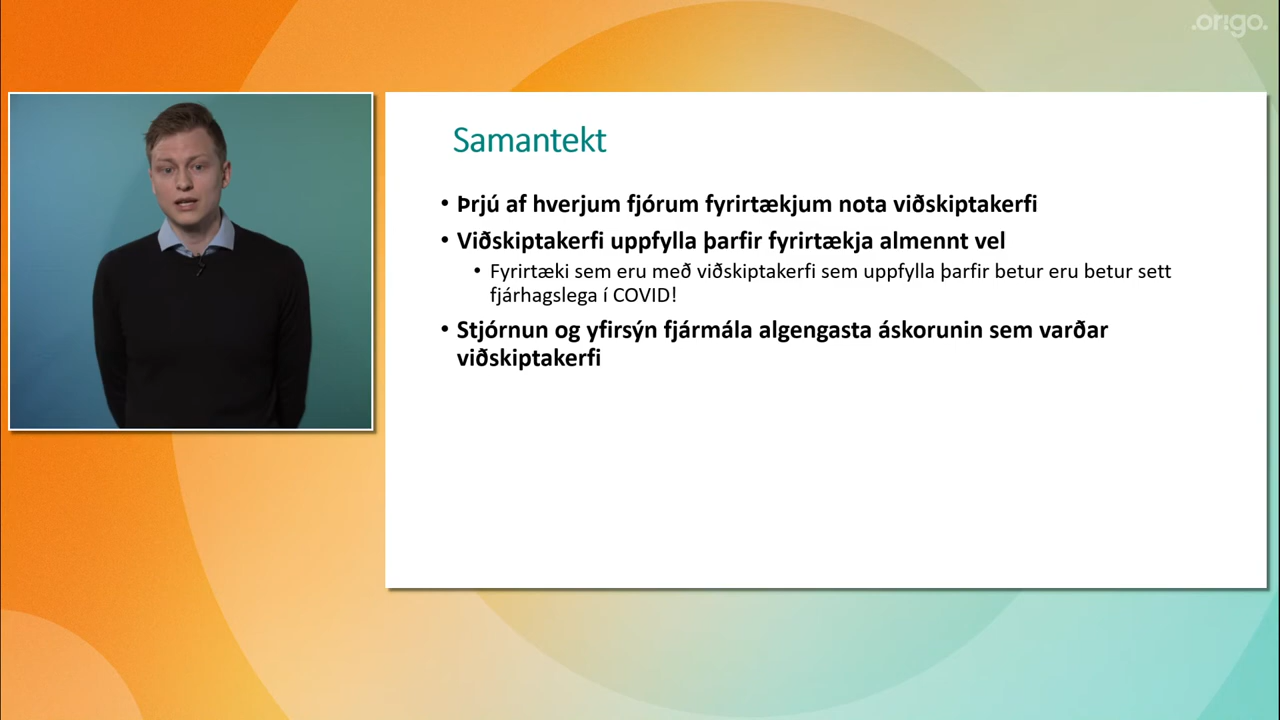 .origo.
Samantekt
• Þrjú af hverjum fjórum fyrirtækjum nota viðskiptakerfi
• Viðskiptakerfi uppfylla þarfir fyrirtækja almennt vel
• Fyrirtæki sem eru með viðskiptakerfi sem uppfylla þarfir betur eru betur sett
fjárhagslega í COVID!
• Stjórnun og yfirsýn fjármála algengasta áskorunin sem varðar
viðskiptakerfi